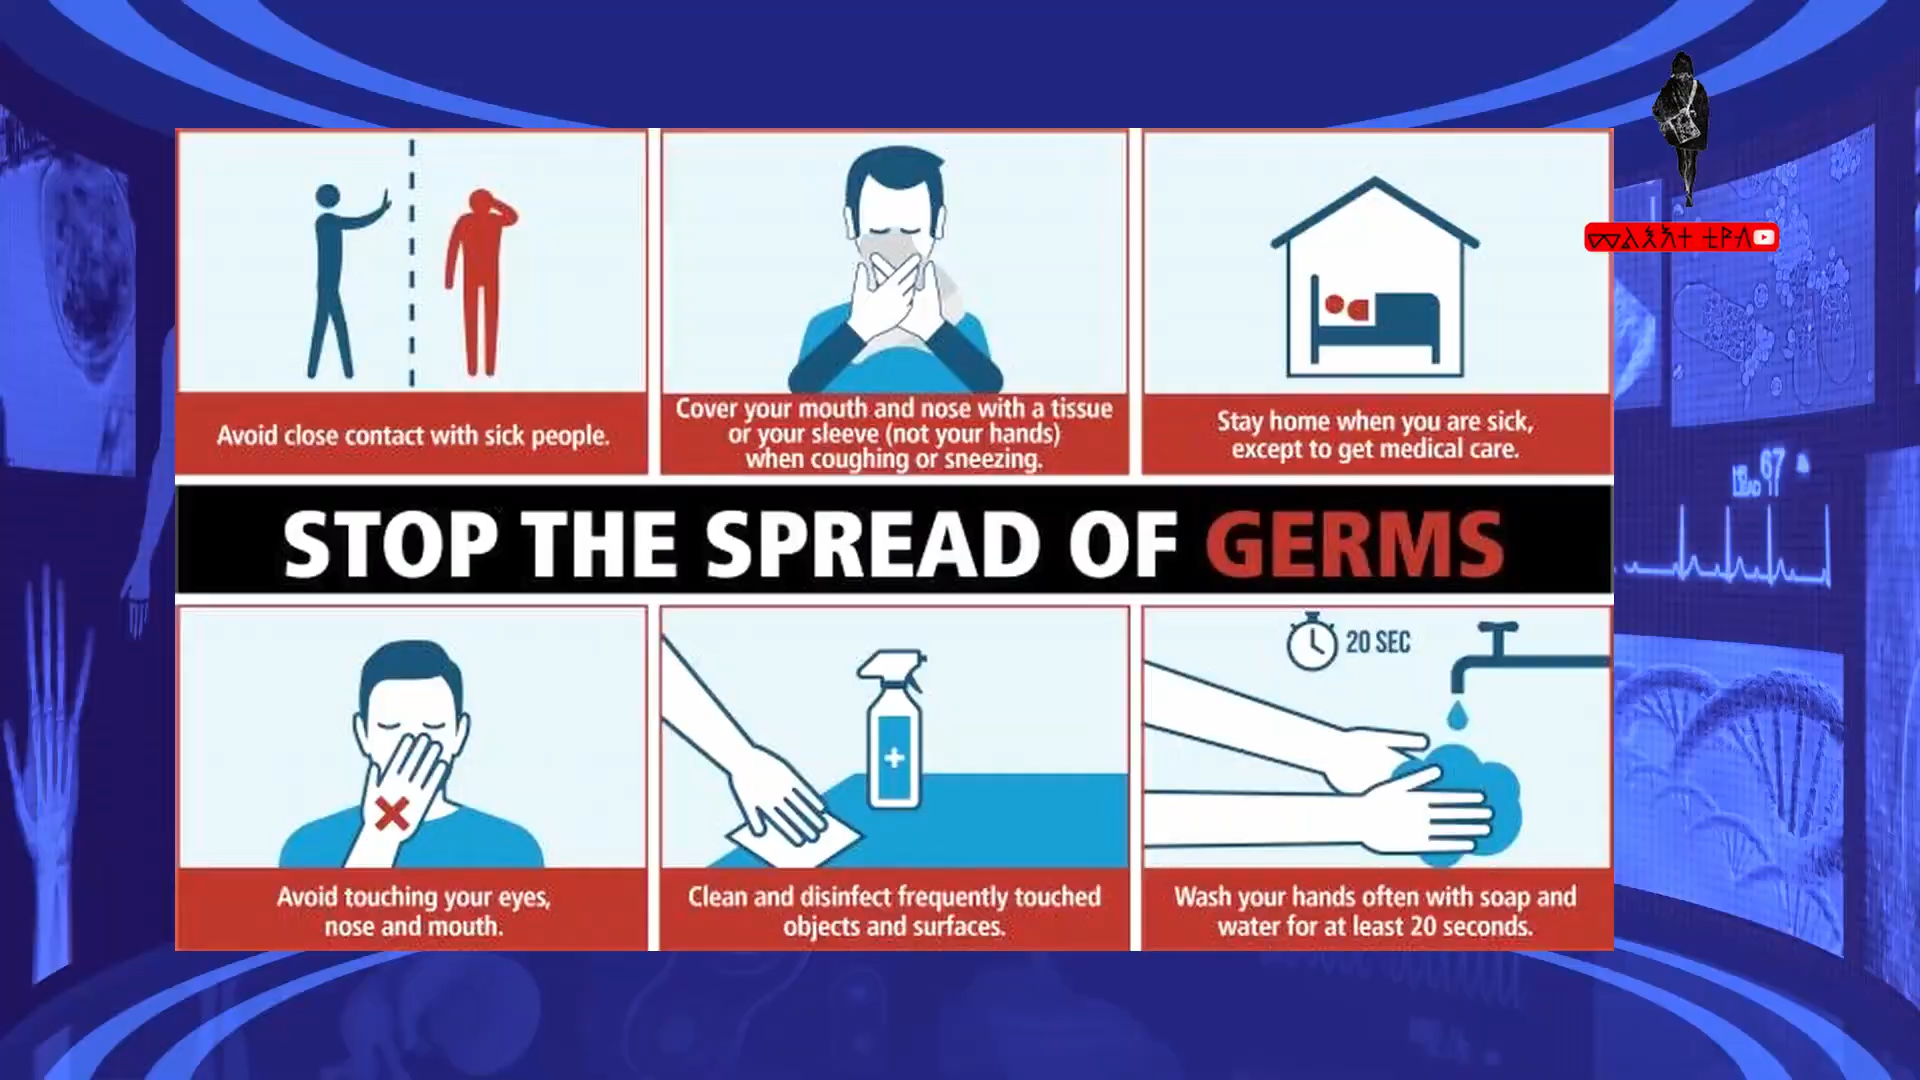 Avoid close contact with sick people.
Cover your mouth and nose with a tissue
or your sleeve (not your hands)
when coughing or sneezing.
Stay home when you are sick,
except to get medical care.
STOP THE SPREAD OF GERMS
20 SEC
Avoid touching your eyes,
nose and mouth.
Clean and disinfect frequently touched
objects and surfaces.
Wash your hands often with soap and
water for at least 20 seconds.
67